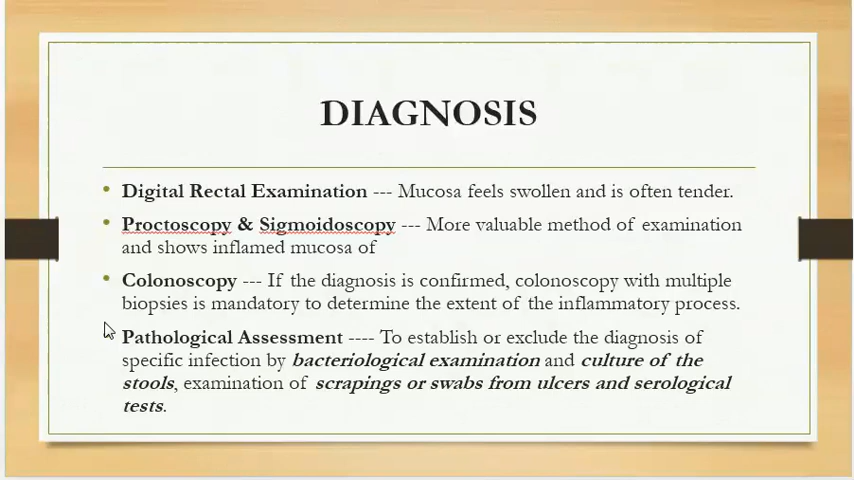 DIAGNOSIS
• Digital Rectal Examination --- Mucosa feels swollen and is often tender.
• Proctoscopy & Sigmoidoscopy --- More valuable method of examination
and shows inflamed mucosa of
• Colonoscopy --- If the diagnosis is confirmed, colonoscopy with multiple
biopsies is mandatory to determine the extent of the inflammatory process.
Pathological Assessment ---- To establish or exclude the diagnosis of
specific infection by bacteriological examination and culture of the
stools, examination of scrapings or swabs from ulcers and serological
tests.